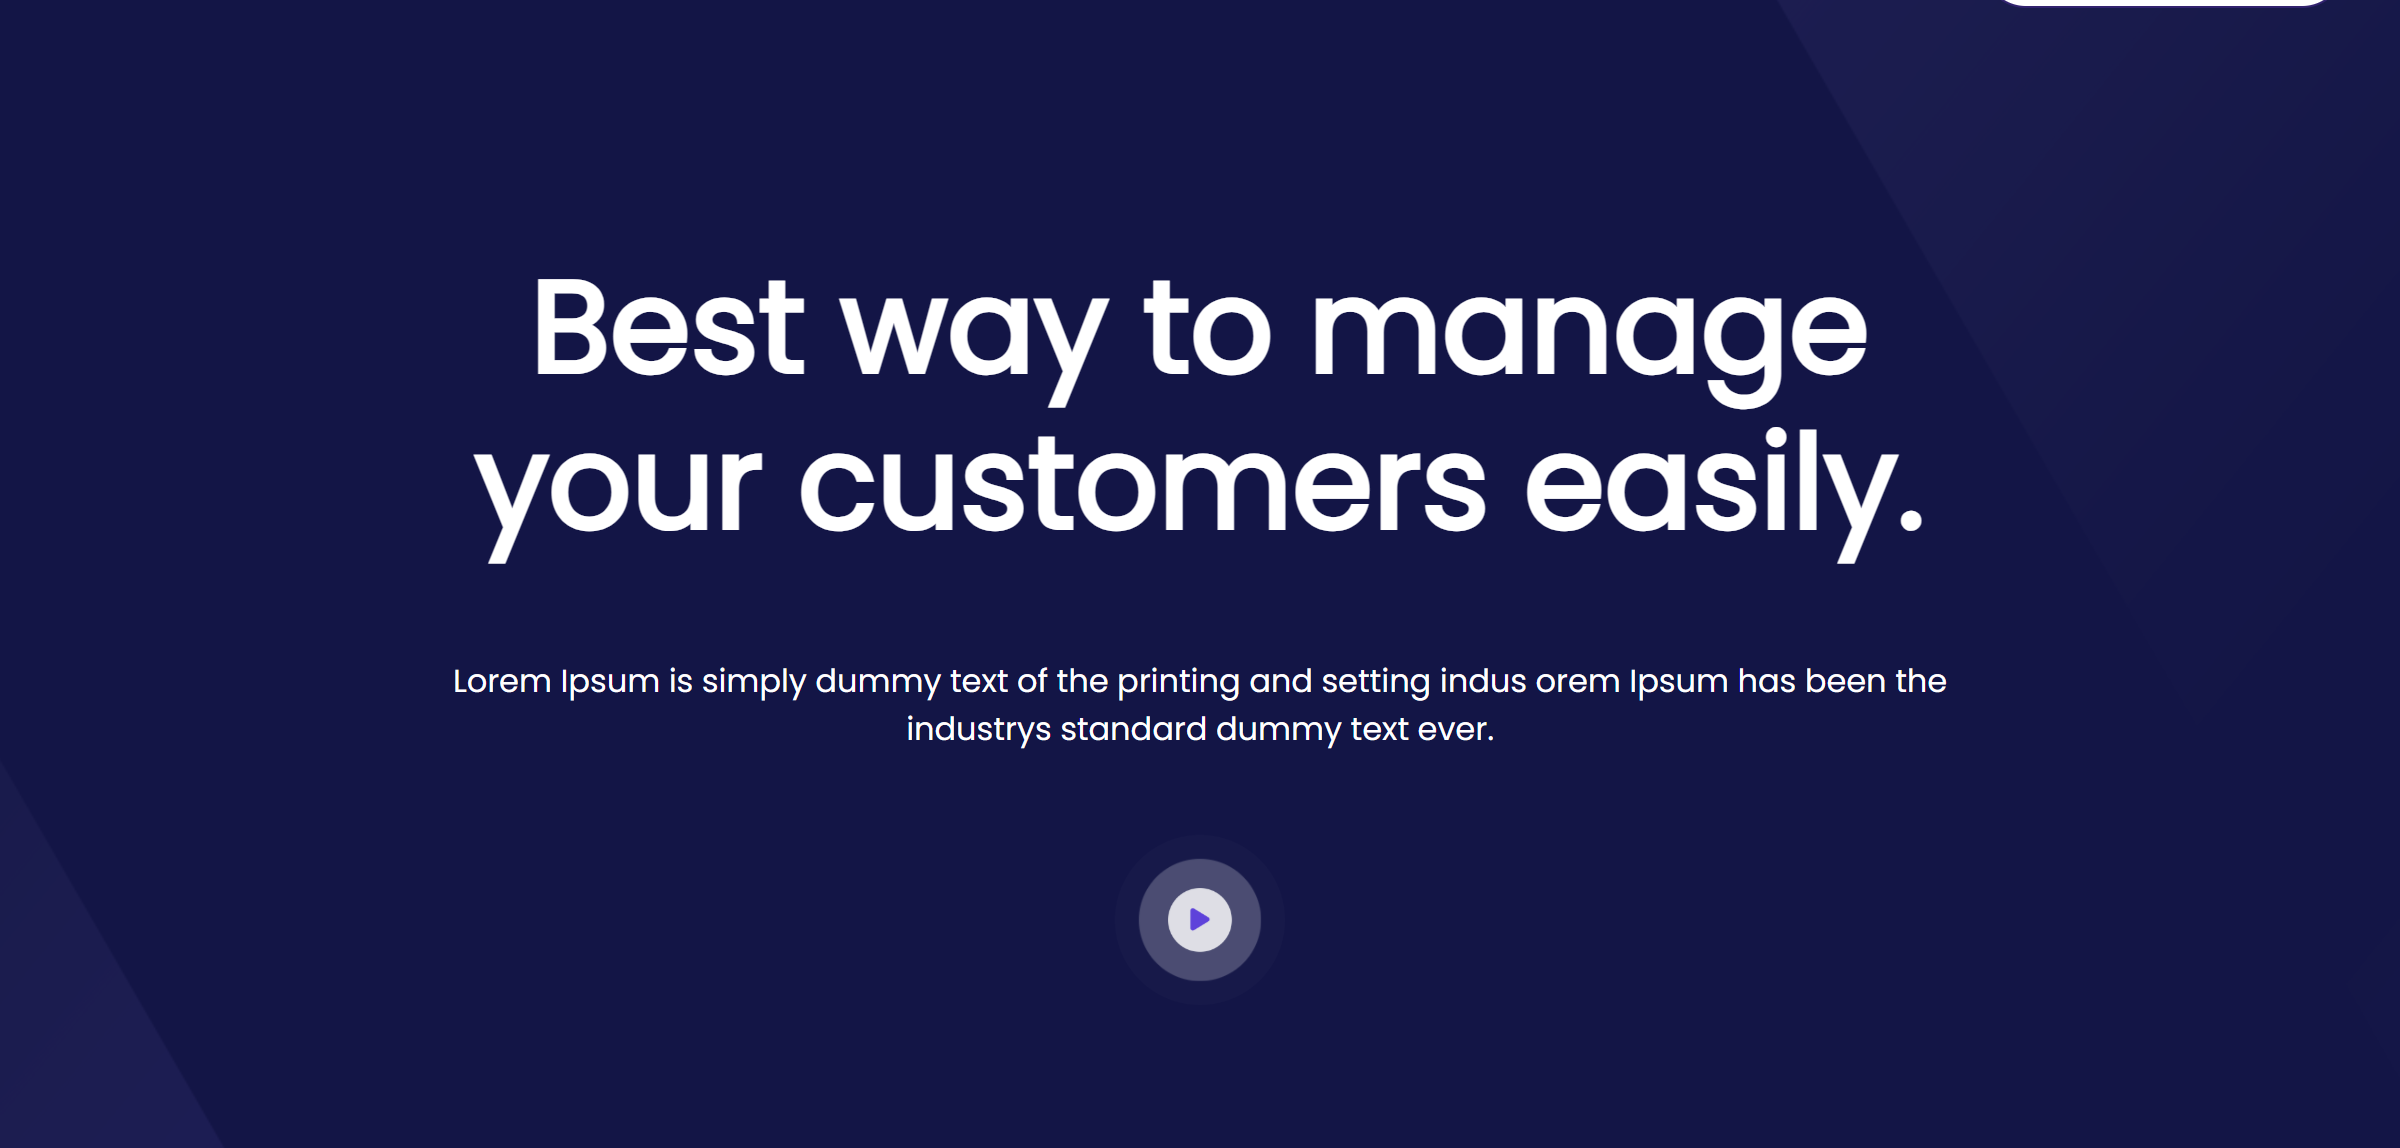 Best way to manage
your customers easily.
Lorem Ipsum is simply dummy text of the printing and setting indus orem Ipsum has been the
industrys standard dummy text ever.